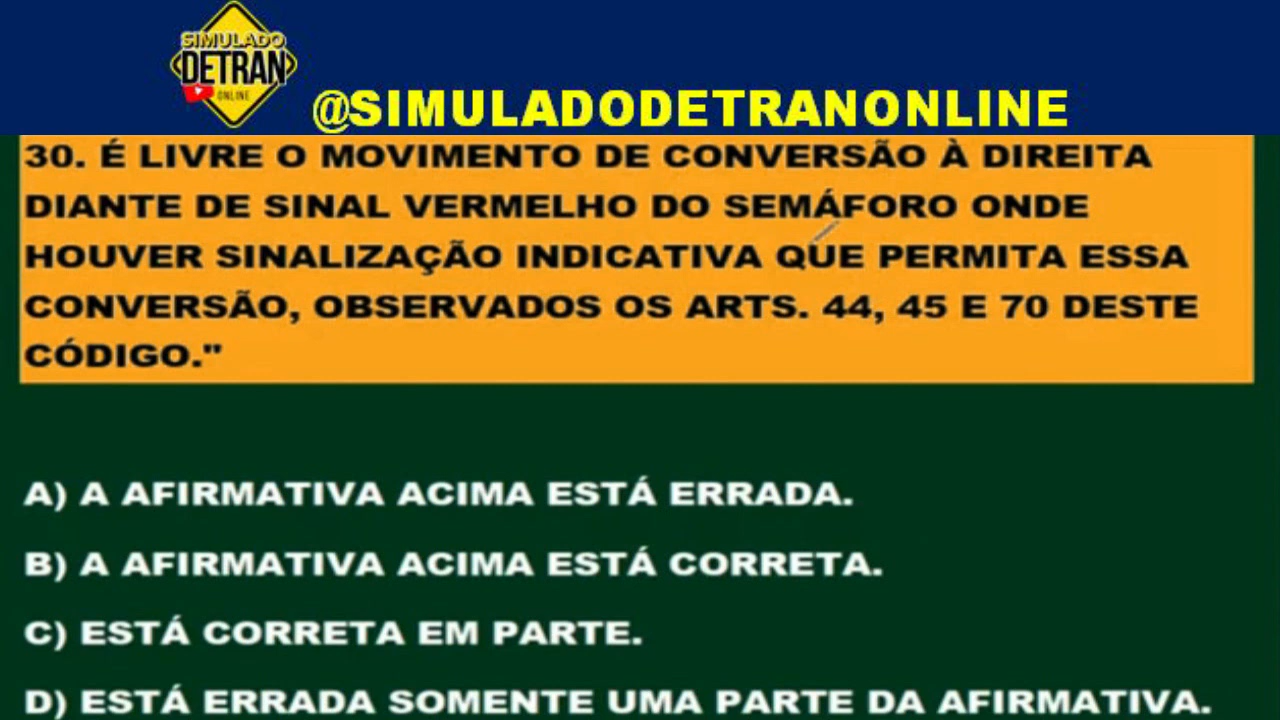 SIMULADO
DETRAN
ONLINE
@SIMULADODETRANONLINE
30. É LIVRE O MOVIMENTO DE CONVERSÃO À DIREITA
DIANTE DE SINAL VERMELHO DO SEMÁFORO ONDE
HOUVER SINALIZAÇÃO INDICATIVA QUE PERMITA ESSA
CONVERSÃO, OBSERVADOS OS ARTS. 44, 45 E 70 DESTE
CÓDIGO."
A) A AFIRMATIVA ACIMA ESTÁ ERRADA.
B) A AFIRMATIVA ACIMA ESTÁ CORRETA.
C) ESTÁ CORRETA EM PARTE.
D) ESTÁ ERRADA SOMENTE UMA PARTE DA AFIRMATIVA.